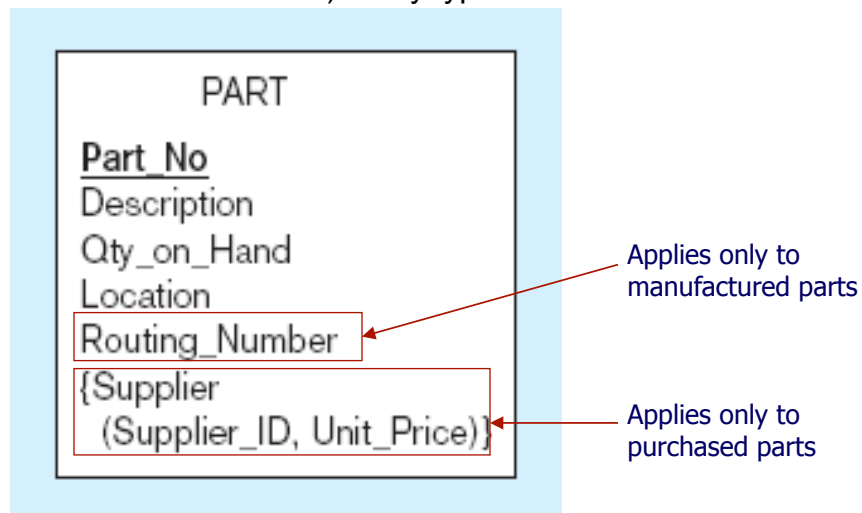 PART
Part_No
Description
Qty_on_Hand
Location
Routing_Number
{Supplier
(Supplier_ID, Unit_Price)}
Applies only to
manufactured parts
Applies only to
purchased parts